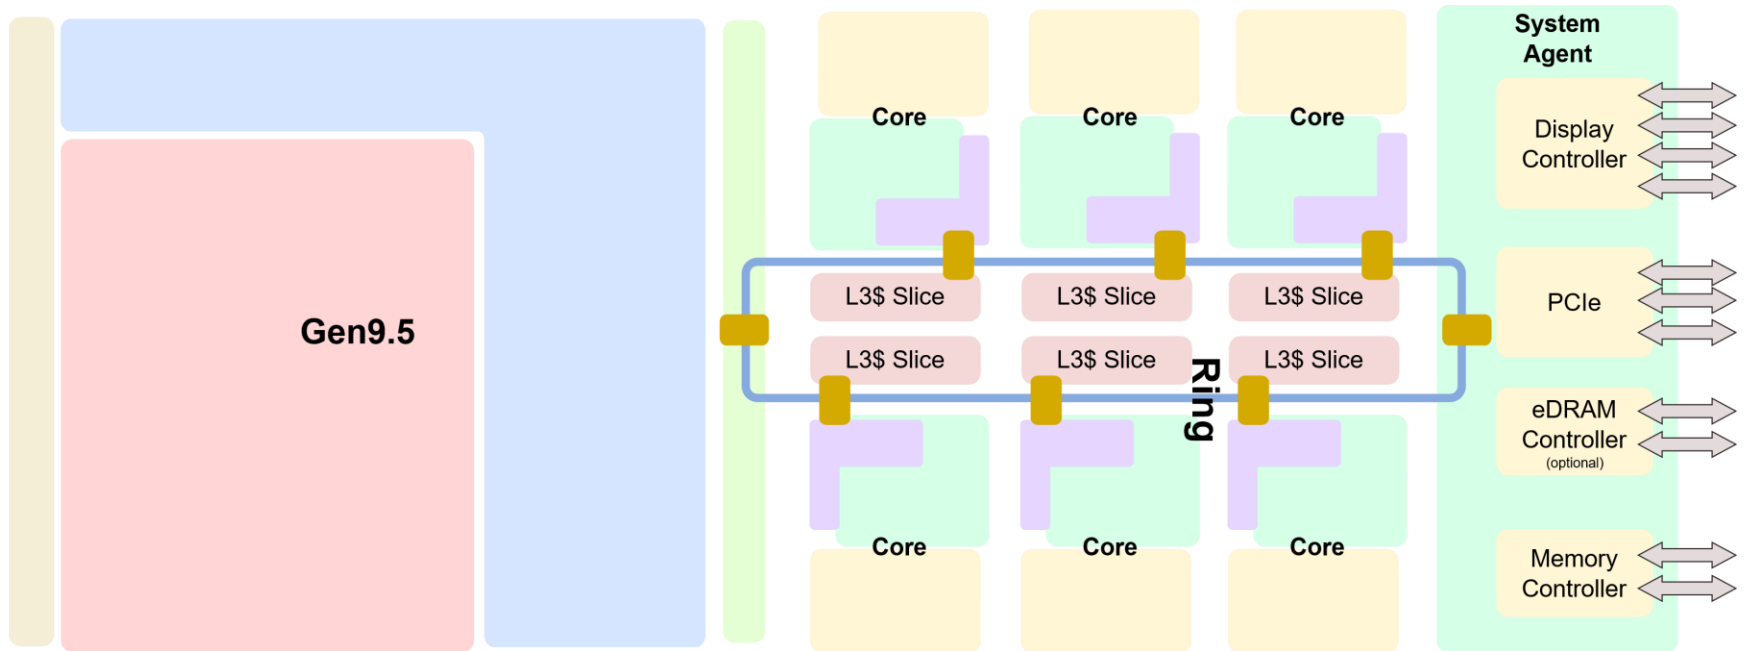 System
Agent
Core
Core
Core
Display
Controller
Gen9.5
L3$ Slice
L3$ Slice
L3$ Slice
PCIe
L3$ Slice
L3$ Slice
L3$ Slice
Ring
eDRAM
Controller
(optional)
Core
Core
Core
Memory
Controller